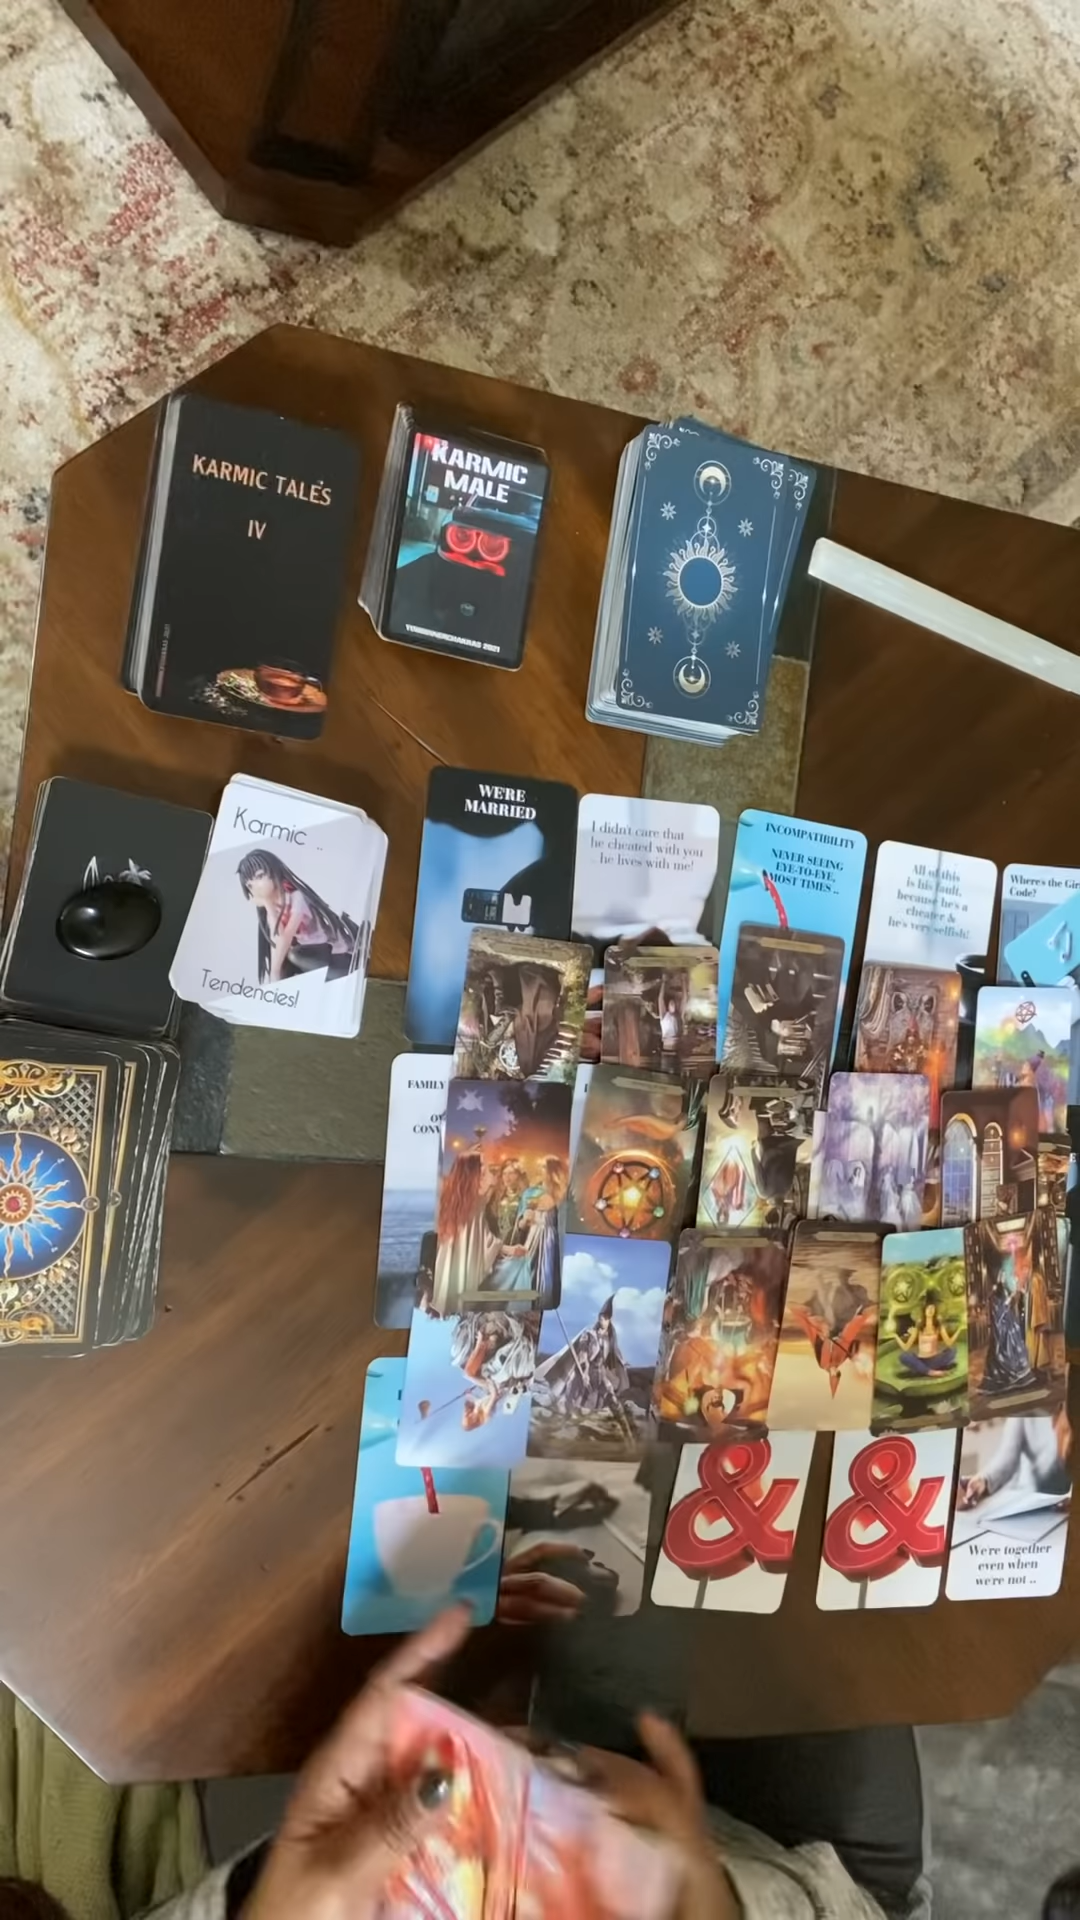 KARMIC TALES
IV
KARMIC
MALE
YOURINNERCHAKRAS 2021
Karmic ..
Tendencies!
WE'RE
MARRIED
I didn't care that
he cheated with you
.. he lives with me!
INCOMPATIBILITY
NEVER SEEING
EYE-TO-EYE,
MOST TIMES ..
All of this
is his fault,
because he's a
cheater &
he's very selfish!
Where's the
Code?
FAMILY
&
&
We're together
even when
we're not ..